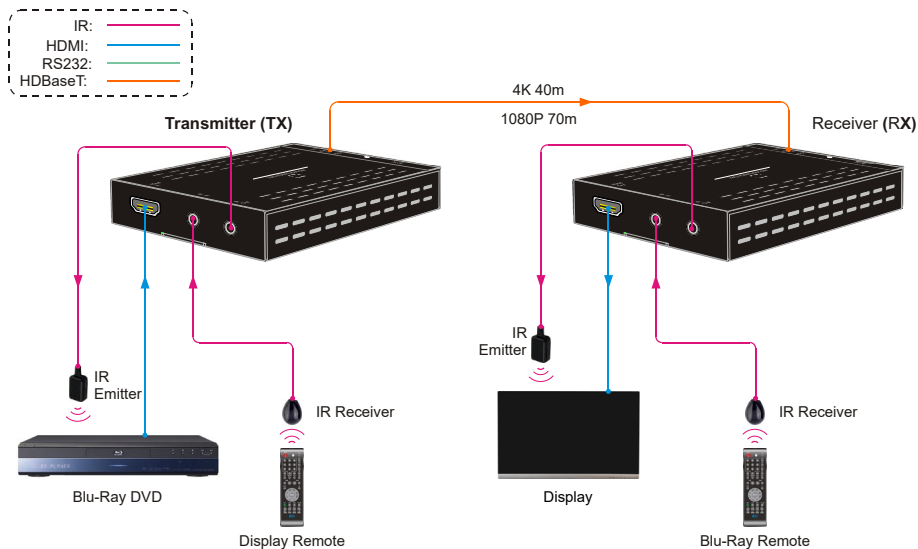 IR:
HDMI:
RS232:
HDBaseT:
4K 40m
1080P 70m
Transmitter (TX)
Receiver (RX)
IR
Emitter
IR
Emitter
IR Receiver
IR Receiver
Blu-Ray DVD
Display
Display Remote
Blu-Ray Remote